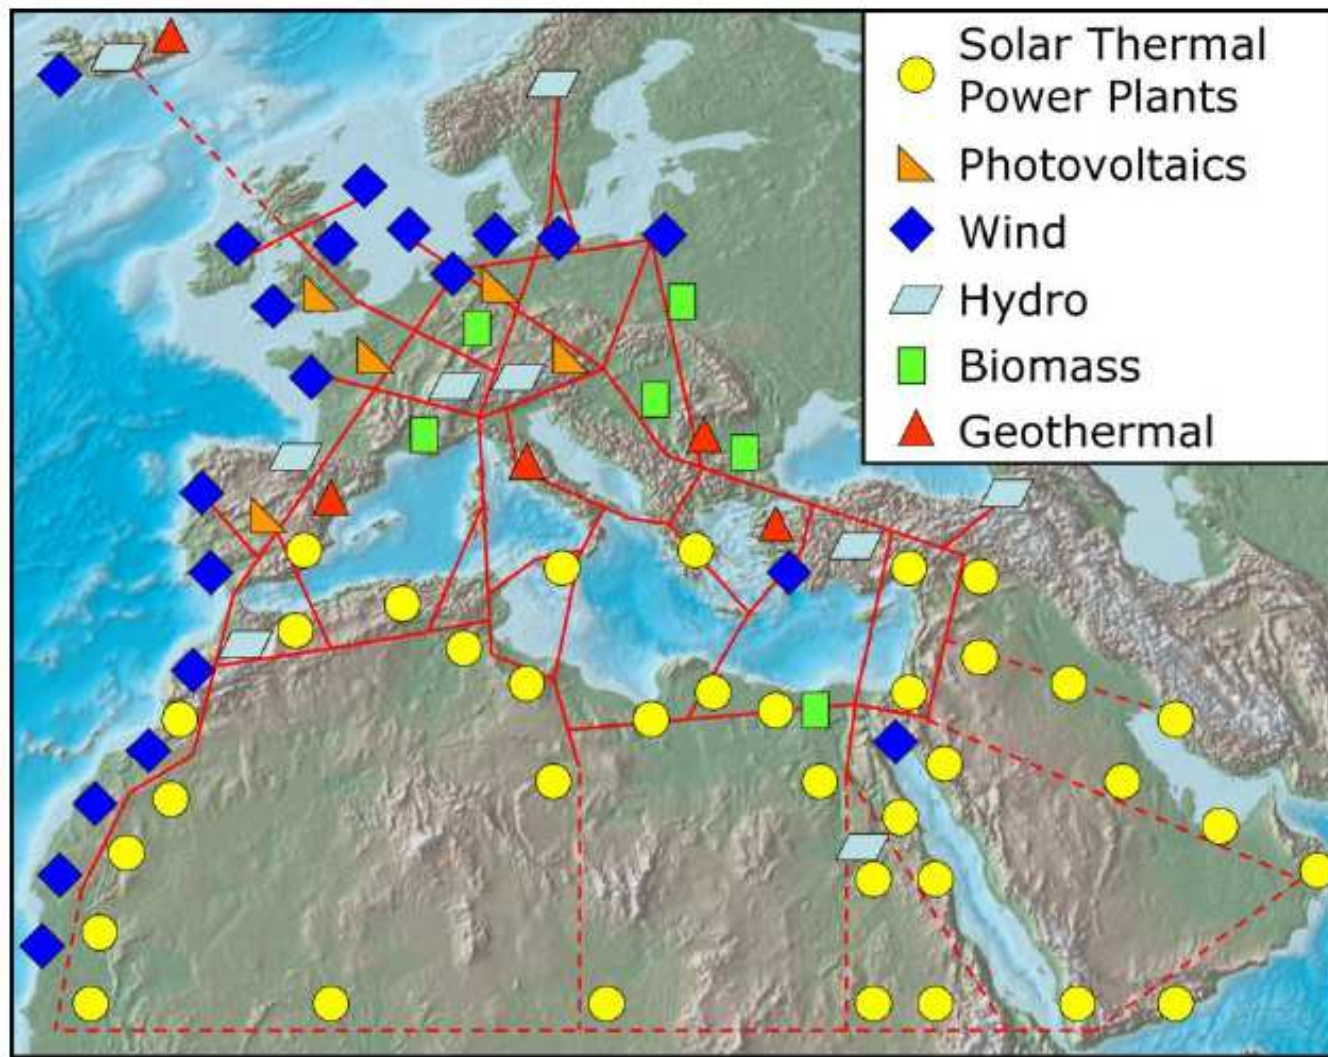 Solar Thermal
Power Plants
Photovoltaics
Wind
Hydro
Biomass
Geothermal